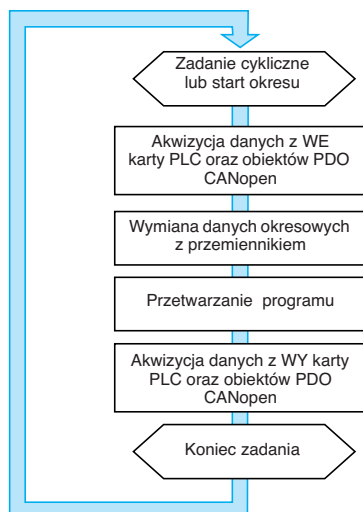 Zadanie cykliczne
lub start okresu
Akwizycja danych z WE
karty PLC oraz obiektów PDO
CANopen
Wymiana danych okresowych
z przemiennikiem
Przetwarzanie programu
Akwizycja danych z WY karty
PLC oraz obiektów PDO
CANopen
Koniec zadania